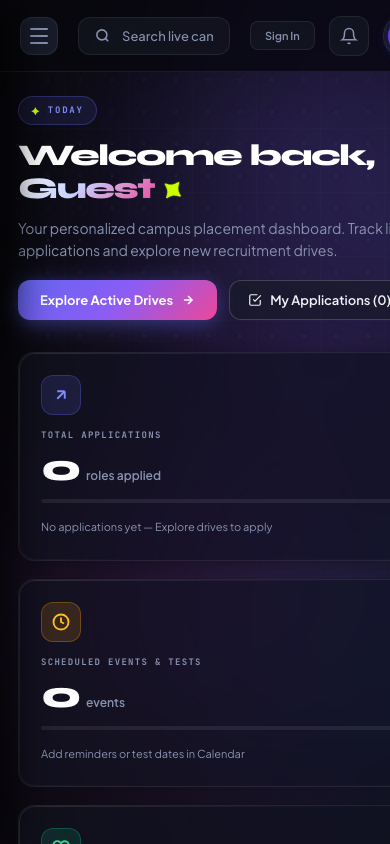 Search live can
Sign In
TODAY
Welcome back,
Guest
Your personalized campus placement dashboard. Track li
applications and explore new recruitment drives.
Explore Active Drives
My Applications (0)
TOTAL APPLICATIONS
0 roles applied
No applications yet — Explore drives to apply
SCHEDULED EVENTS & TESTS
0 events
Add reminders or test dates in Calendar